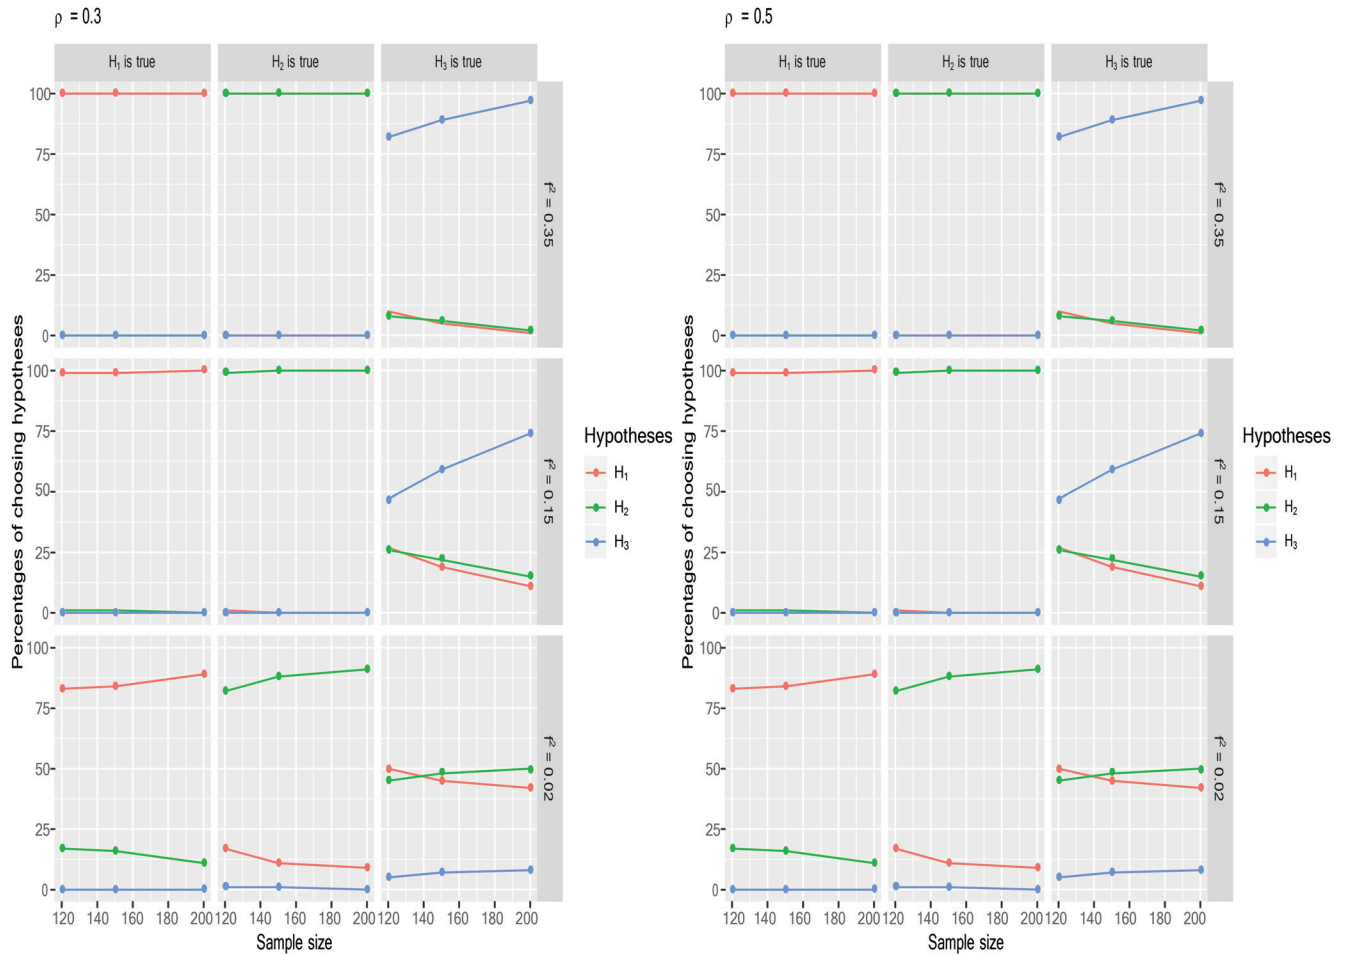 ρ = 0.3
H₁ is true
H₂ is true
H₃ is true
100
75
50
25
0
f² = 0.35
100
75
50
25
0
f² = 0.15
100
75
50
25
0
f² = 0.02
120 140 160 180 200
120 140 160 180 200
120 140 160 180 200
Sample size
Percentages of choosing hypotheses
Hypotheses
H₁
H₂
H₃
ρ = 0.5
H₁ is true
H₂ is true
H₃ is true
100
75
50
25
0
f² = 0.35
100
75
50
25
0
f² = 0.15
100
75
50
25
0
f² = 0.02
120 140 160 180 200
120 140 160 180 200
120 140 160 180 200
Sample size
Percentages of choosing hypotheses
Hypotheses
H₁
H₂
H₃